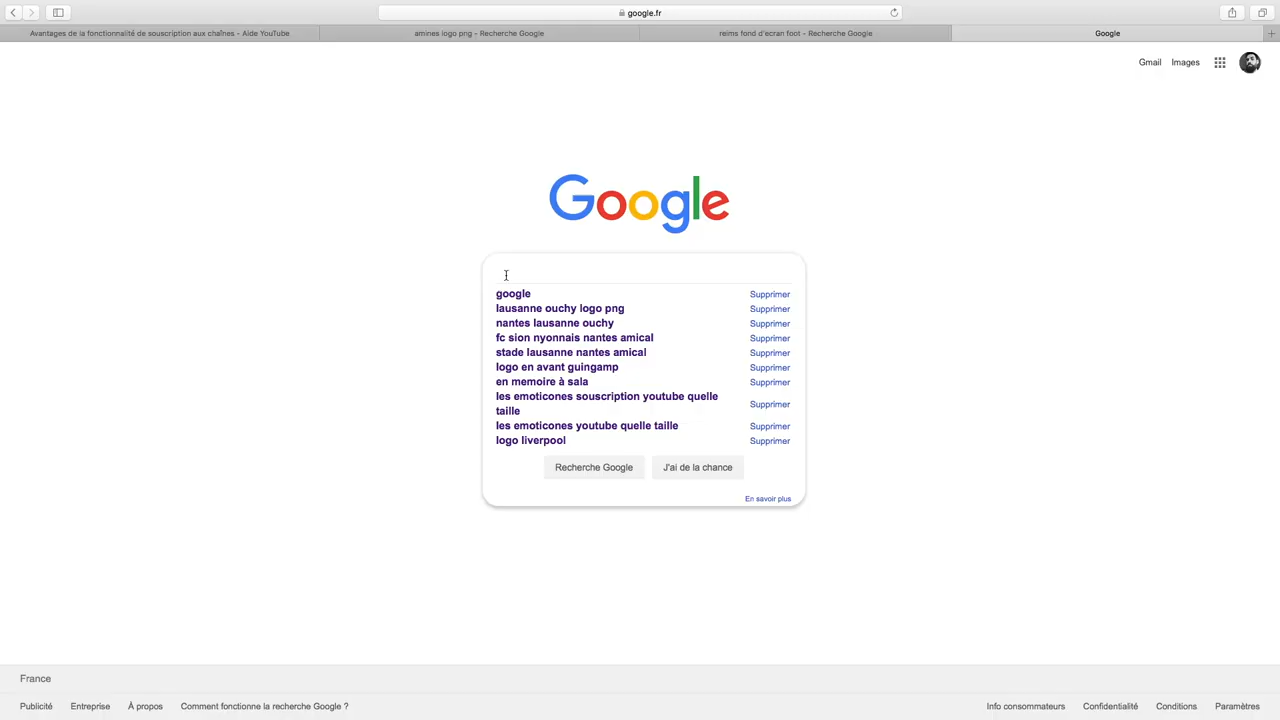 google.fr
Avantages de la fonctionnalité de souscription aux chaînes - Aide YouTube
amines logo png - Recherche Google
reims fond d'ecran foot - Recherche Google
Google
Gmail Images
Google
google Supprimer
lausanne ouchy logo png Supprimer
nantes lausanne ouchy Supprimer
fc sion nyonnais nantes amical Supprimer
stade lausanne nantes amical Supprimer
logo en avant guingamp Supprimer
en memoire à sala Supprimer
les emoticones souscription youtube quelle
taille Supprimer
les emoticones youtube quelle taille Supprimer
logo liverpool Supprimer
Recherche Google J'ai de la chance
En savoir plus
France
Publicité Entreprise À propos Comment fonctionne la recherche Google ? Info consommateurs Confidentialité Conditions Paramètres